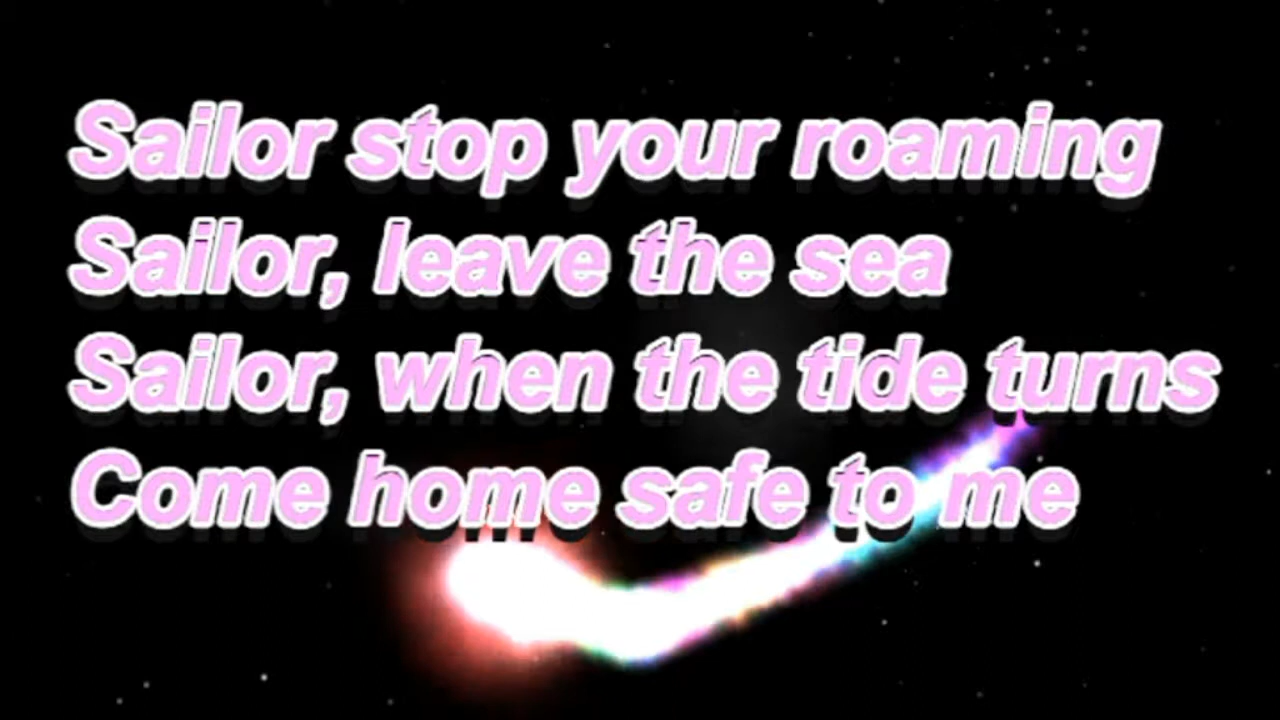 Sailor stop your roaming
Sailor, leave the sea
Sailor, when the tide turns
Come home safe to me